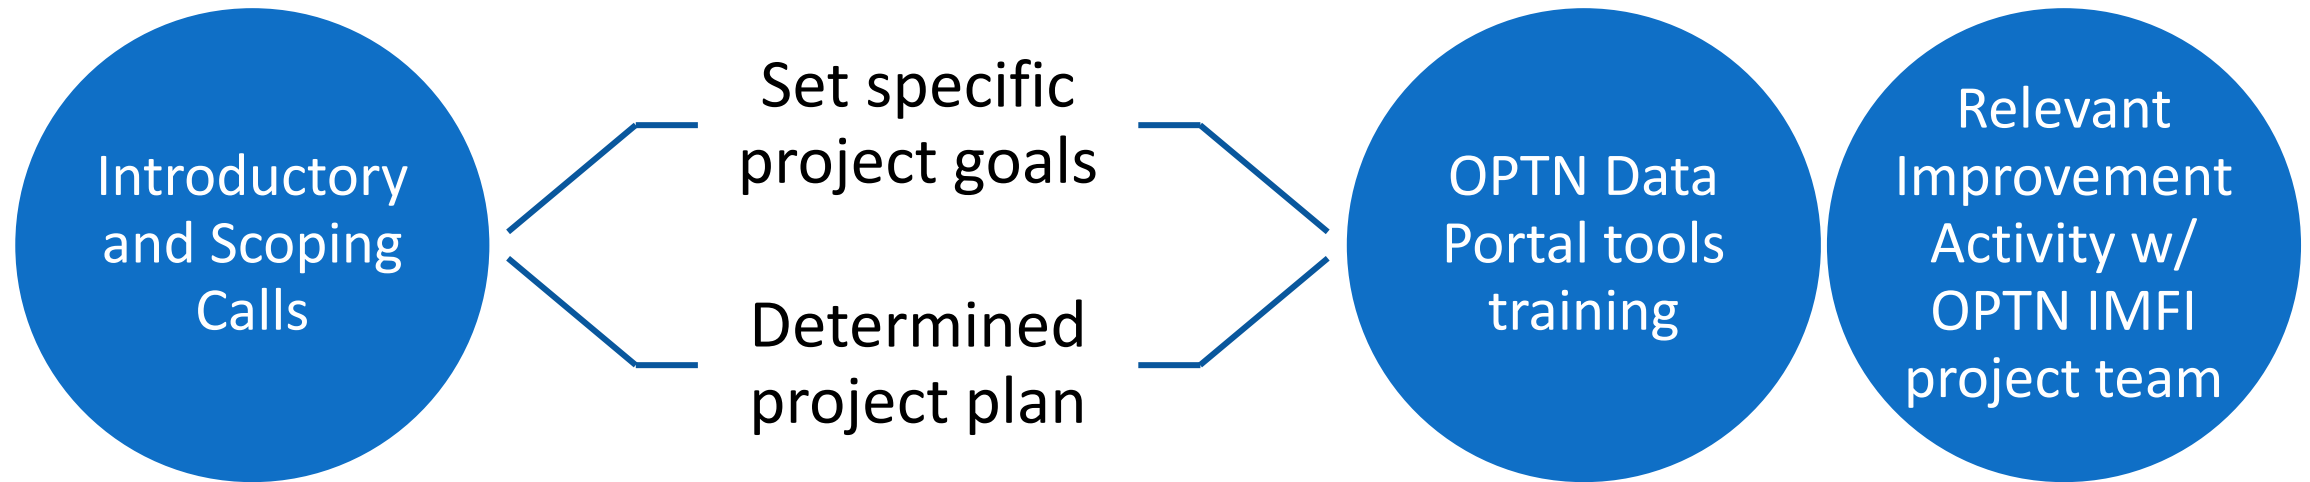 Introductory
and Scoping
Calls
Set specific
project goals
Determined
project plan
OPTN Data
Portal tools
training
Relevant
Improvement
Activity w/
OPTN IMFI
project team